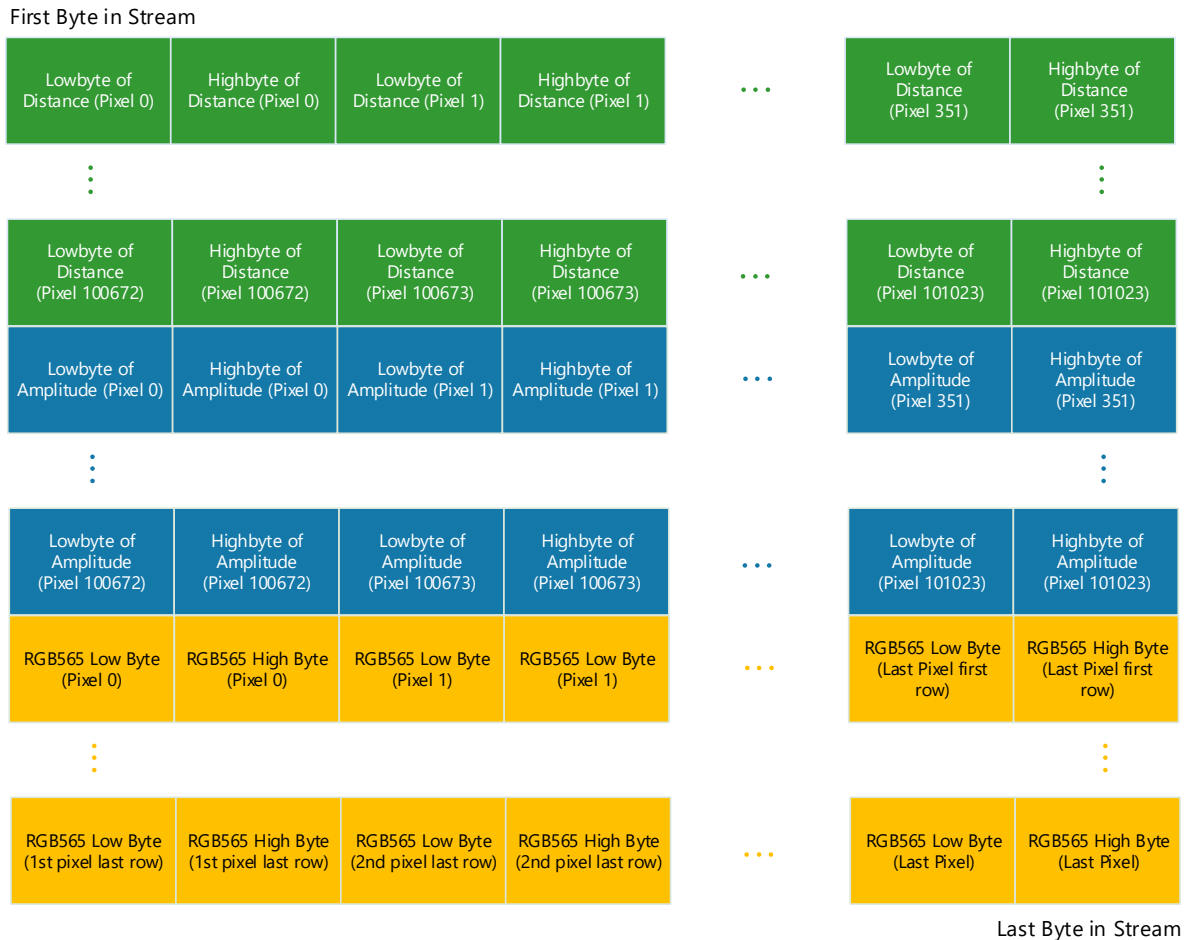 First Byte in Stream
Lowbyte of
Distance (Pixel 0)
Highbyte of
Distance (Pixel 0)
Lowbyte of
Distance (Pixel 1)
Highbyte of
Distance (Pixel 1)
Lowbyte of
Distance
(Pixel 351)
Highbyte of
Distance
(Pixel 351)
Lowbyte of
Distance
(Pixel 100672)
Highbyte of
Distance
(Pixel 100672)
Lowbyte of
Distance
(Pixel 100673)
Highbyte of
Distance
(Pixel 100673)
Lowbyte of
Distance
(Pixel 101023)
Highbyte of
Distance
(Pixel 101023)
Lowbyte of
Amplitude (Pixel 0)
Highbyte of
Amplitude (Pixel 0)
Lowbyte of
Amplitude (Pixel 1)
Highbyte of
Amplitude (Pixel 1)
Lowbyte of
Amplitude
(Pixel 351)
Highbyte of
Amplitude
(Pixel 351)
Lowbyte of
Amplitude
(Pixel 100672)
Highbyte of
Amplitude
(Pixel 100672)
Lowbyte of
Amplitude
(Pixel 100673)
Highbyte of
Amplitude
(Pixel 100673)
Lowbyte of
Amplitude
(Pixel 101023)
Highbyte of
Amplitude
(Pixel 101023)
RGB565 Low Byte
(Pixel 0)
RGB565 High Byte
(Pixel 0)
RGB565 Low Byte
(Pixel 1)
RGB565 Low Byte
(Pixel 1)
RGB565 Low Byte
(Last Pixel first
row)
RGB565 High Byte
(Last Pixel first
row)
RGB565 Low Byte
(1st pixel last row)
RGB565 High Byte
(1st pixel last row)
RGB565 Low Byte
(2nd pixel last row)
RGB565 High Byte
(2nd pixel last row)
RGB565 Low Byte
(Last Pixel)
RGB565 High Byte
(Last Pixel)
Last Byte in Stream